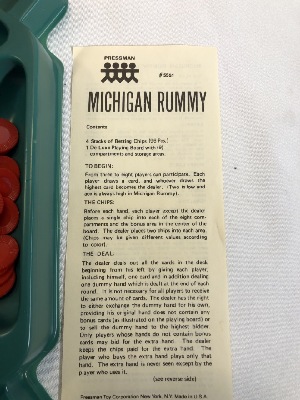 PRESSMAN
MICHIGAN RUMMY
Contents
4 Stacks of Betting Chips
1 De Luxe Playing Board with
compartments and storage areas.
TO BEGIN:
From three to eight players can participate. Each
player draws a card, and whoever draws the
highest card becomes the dealer. (Two is low and
ace is always high in Michigan Rummy).
THE CHIPS:
Before each hand, each player (except the dealer)
places a single chip into each of the eight com-
partments and the bonus area in the center of the
board. The dealer places two chips into each area.
(Chips may be given different values according
to color).
THE DEAL:
The dealer deals out all the cards in the deck
beginning from his left by giving each player,
including himself, one card and in addition dealing
one dummy hand which is dealt at the end of each
round. It is not necessary for all players to receive
the same amount of cards. The dealer has the right
to either exchange the dummy hand for his own,
providing his original hand does not contain any
bonus cards (as illustrated on the playing board) or
to sell the dummy hand to the highest bidder.
Only players whose hands do not contain bonus
cards may bid for the extra hand. The dealer
keeps the chips paid for the extra hand. The
player who buys the extra hand plays only that
hand. The extra hand is never seen except by the
player who uses it.
(see reverse side)
Pressman Toy Corporation New York, N.Y. Made in U.S.A.